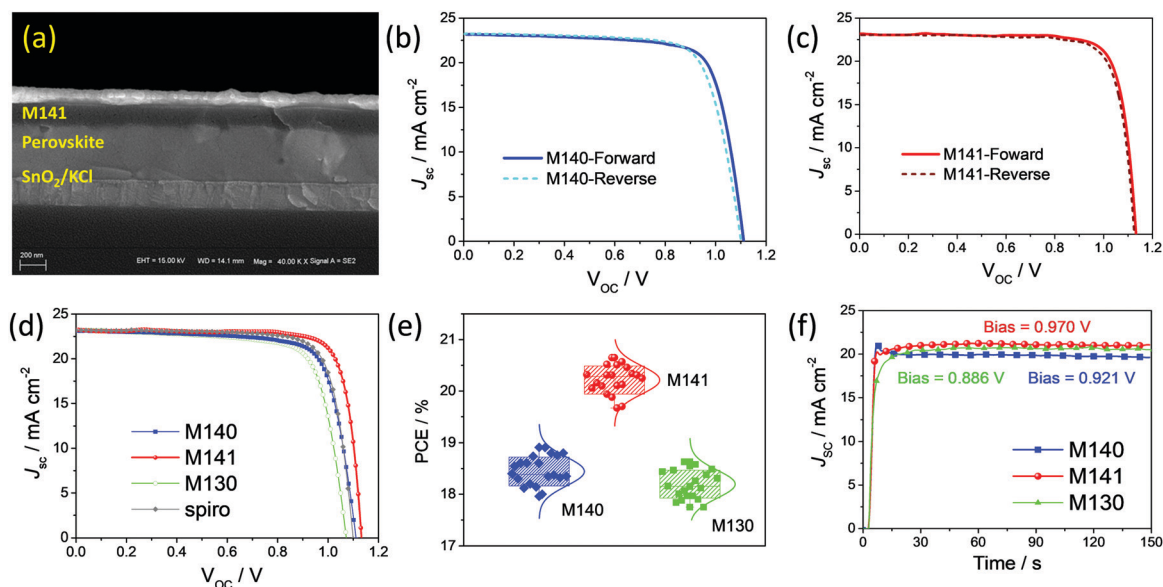 (a)
M141
Perovskite
SnO₂/KCl
200 nm
EHT = 15.00 kV WD = 14.1 mm Mag = 40.00 K X Signal A = SE2
(b)
25
20
15
10
5
0
Jsc / mA cm⁻²
M140-Forward
M140-Reverse
0.0 0.2 0.4 0.6 0.8 1.0 1.2
VOC / V
(c)
25
20
15
10
5
0
Jsc / mA cm⁻²
M141-Foward
M141-Reverse
0.0 0.2 0.4 0.6 0.8 1.0 1.2
VOC / V
(d)
25
20
15
10
5
0
Jsc / mA cm⁻²
M140
M141
M130
spiro
0.0 0.2 0.4 0.6 0.8 1.0 1.2
VOC / V
(e)
21
20
19
18
17
PCE / %
M141
M140
M130
(f)
25
20
15
10
5
0
JSC / mA cm⁻²
Bias = 0.970 V
Bias = 0.886 V Bias = 0.921 V
M140
M141
M130
0 30 60 90 120 150
Time / s